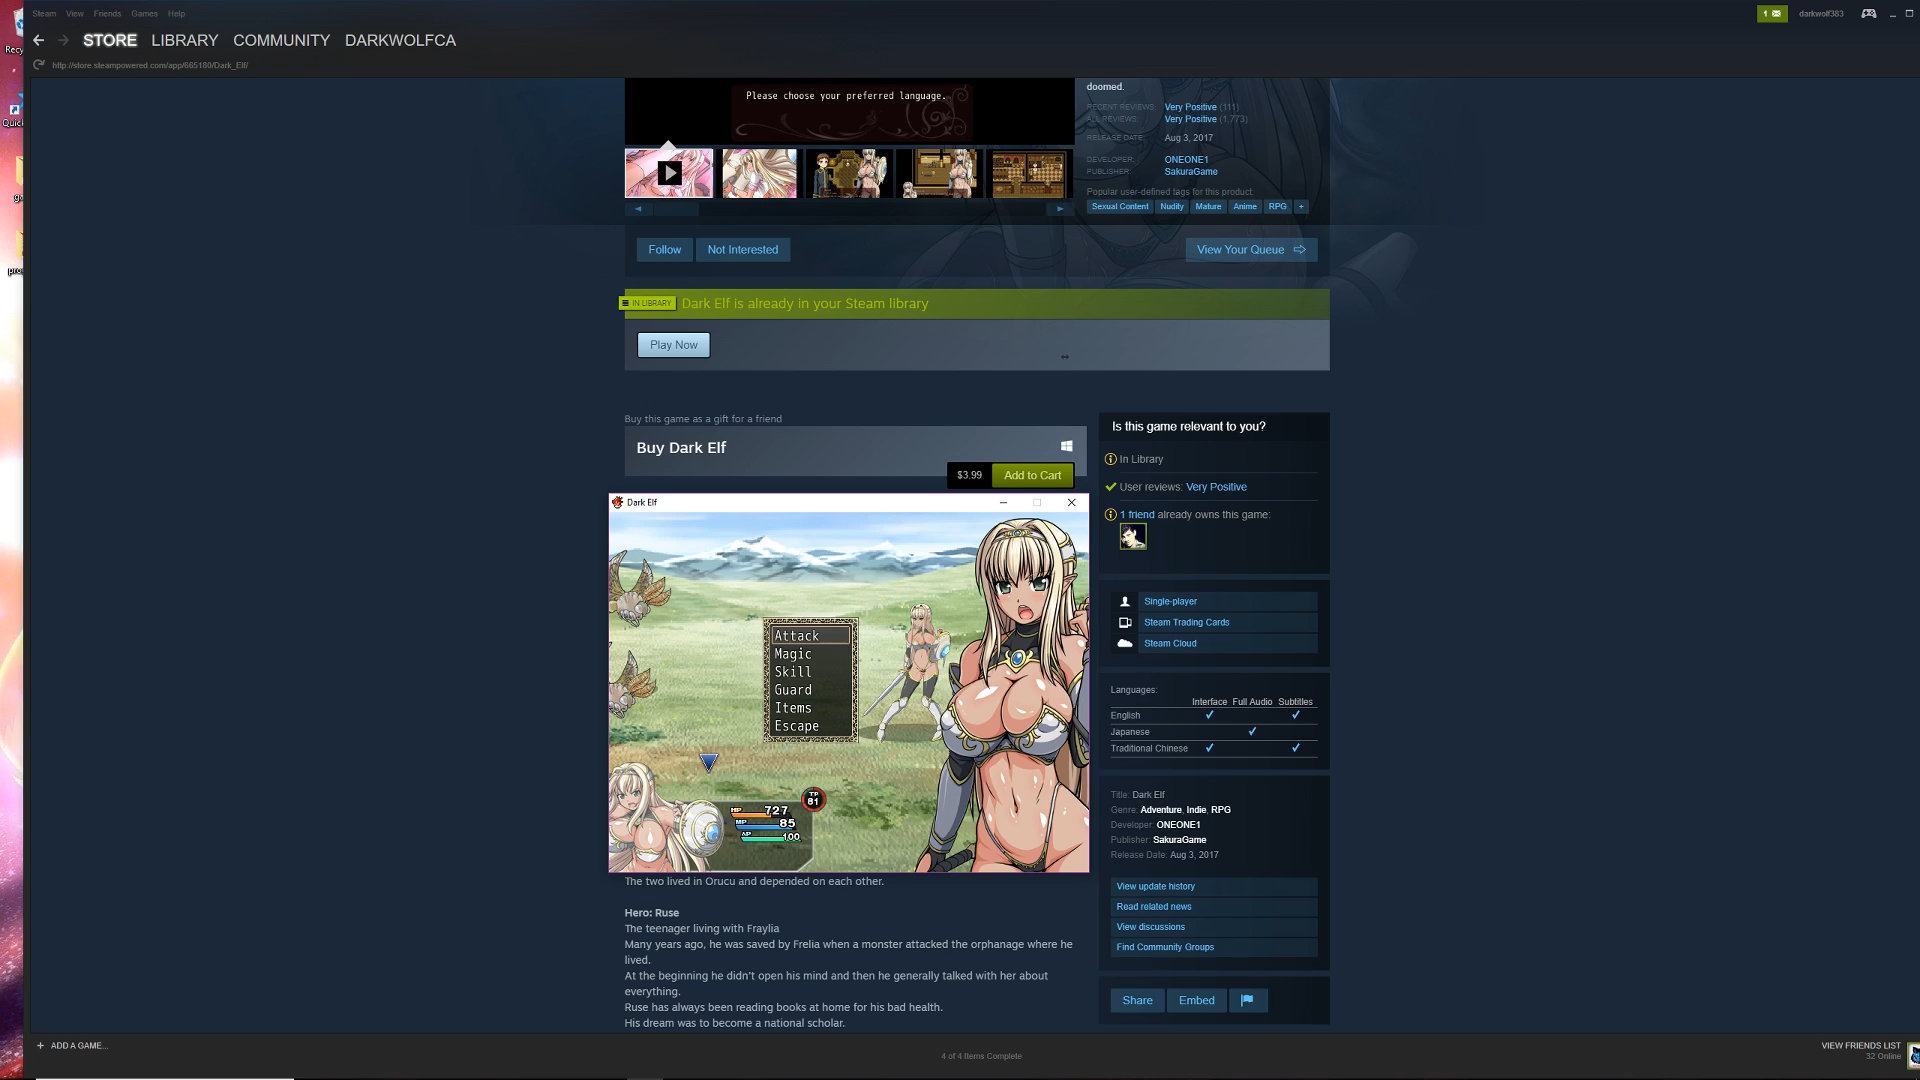 Steam View Friends Games Help
1 darkwolf383
STORE LIBRARY COMMUNITY DARKWOLFCA
http://store.steampowered.com/app/665180/Dark_Elf/
Please choose your preferred language.
doomed.
RECENT REVIEWS: Very Positive (111)
ALL REVIEWS: Very Positive (1,773)
RELEASE DATE: Aug 3, 2017
DEVELOPER: ONEONE1
PUBLISHER: SakuraGame
Popular user-defined tags for this product:
Sexual Content Nudity Mature Anime RPG +
Follow Not Interested View Your Queue
IN LIBRARY Dark Elf is already in your Steam library
Play Now
Buy this game as a gift for a friend
Buy Dark Elf
$3.99 Add to Cart
Dark Elf
Attack
Magic
Skill
Guard
Items
Escape
TP
81
HP 727
MP 85
AP 100
The two lived in Orucu and depended on each other.
Hero: Ruse
The teenager living with Fraylia
Many years ago, he was saved by Frelia when a monster attacked the orphanage where he
lived.
At the beginning he didn't open his mind and then he generally talked with her about
everything.
Ruse has always been reading books at home for his bad health.
His dream was to become a national scholar.
Is this game relevant to you?
In Library
User reviews: Very Positive
1 friend already owns this game:
Single-player
Steam Trading Cards
Steam Cloud
Languages:
Interface Full Audio Subtitles
English
Japanese
Traditional Chinese
Title: Dark Elf
Genre: Adventure, Indie, RPG
Developer: ONEONE1
Publisher: SakuraGame
Release Date: Aug 3, 2017
View update history
Read related news
View discussions
Find Community Groups
Share Embed
+ ADD A GAME...
4 of 4 Items Complete
VIEW FRIENDS LIST
32 Online